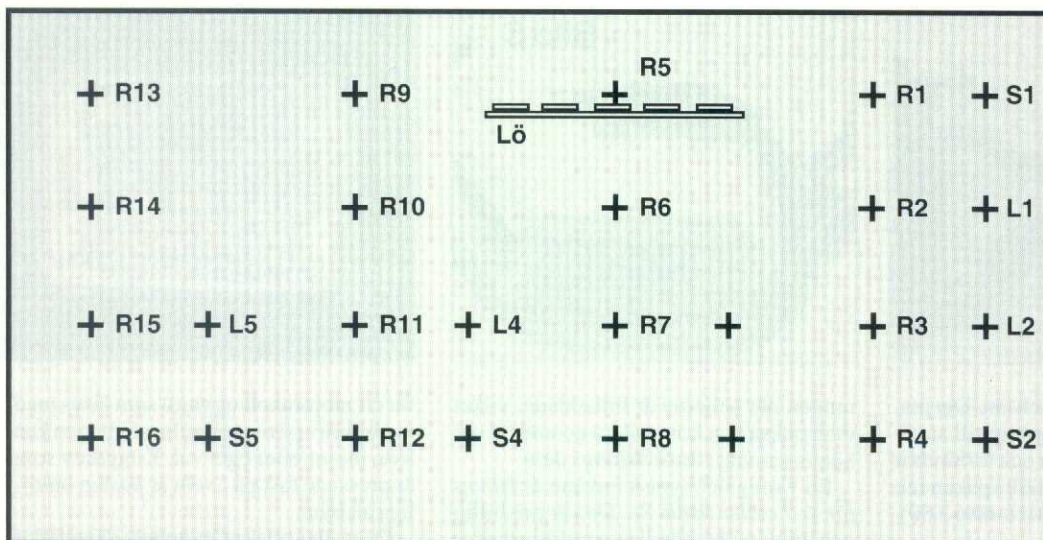 R13 R9 R5 R1 S1
Lö
R14 R10 R6 R2 L1
R15 L5 R11 L4 R7 R3 L2
R16 S5 R12 S4 R8 R4 S2